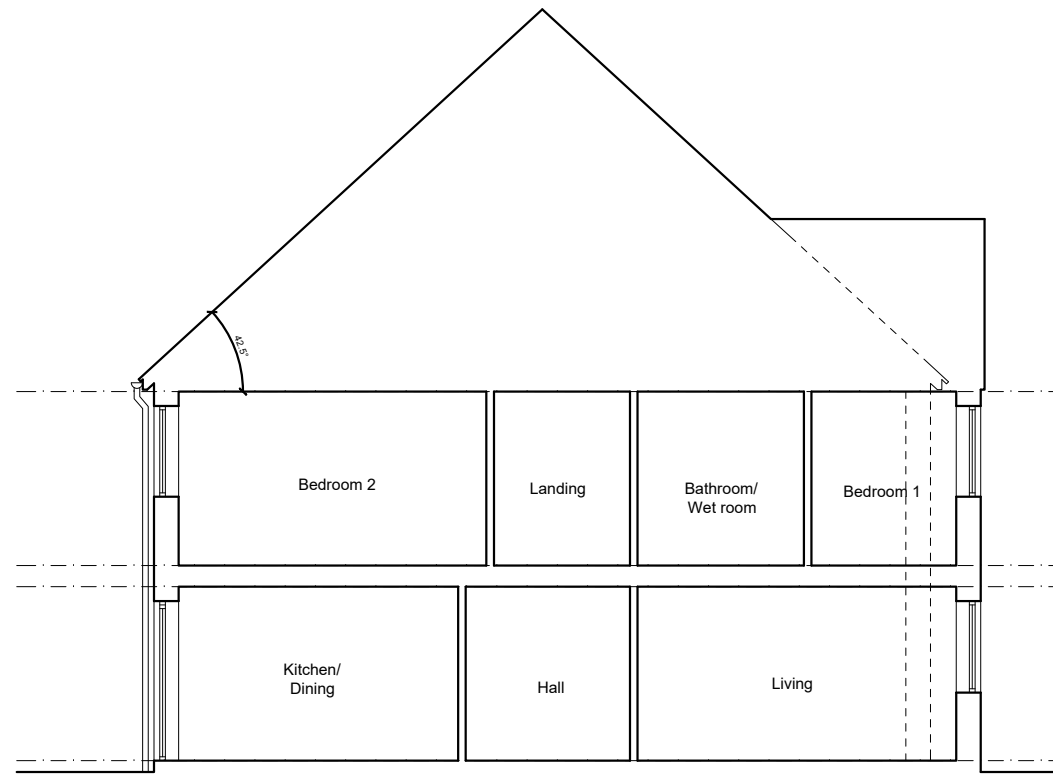 42.5°
Bedroom 2
Landing
Bathroom/
Wet room
Bedroom 1
Kitchen/
Dining
Hall
Living